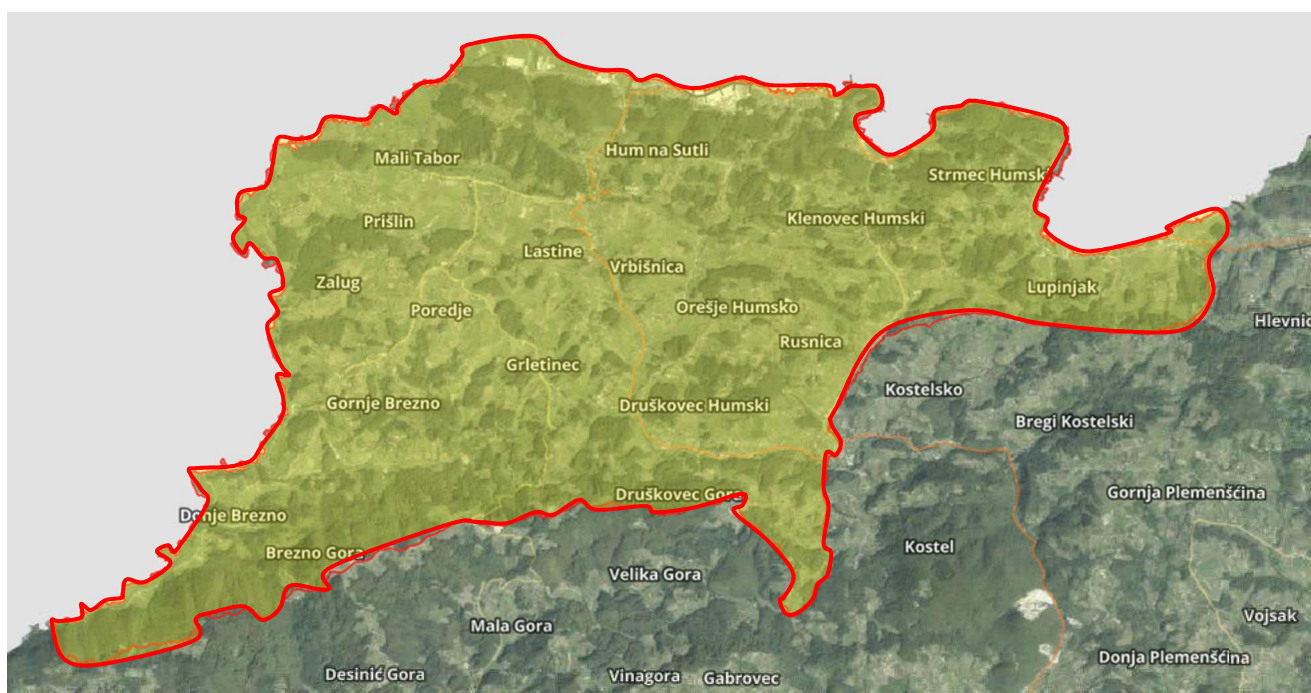 Mali Tabor
Hum na Sutli
Strmec Humski
Prišlin
Klenovec Humski
Lastine
Vrbišnica
Zalug
Lupinjak
Poredje
Orešje Humsko
Hlevnic
Rusnica
Grletinec
Kostelsko
Gornje Brezno
Druškovec Humski
Bregi Kostelski
Druškovec Gora
Gornja Plemenšćina
Donje Brezno
Brezno Gora
Kostel
Velika Gora
Vojsak
Mala Gora
Donja Plemenšćina
Desinić Gora
Vinagora
Gabrovec